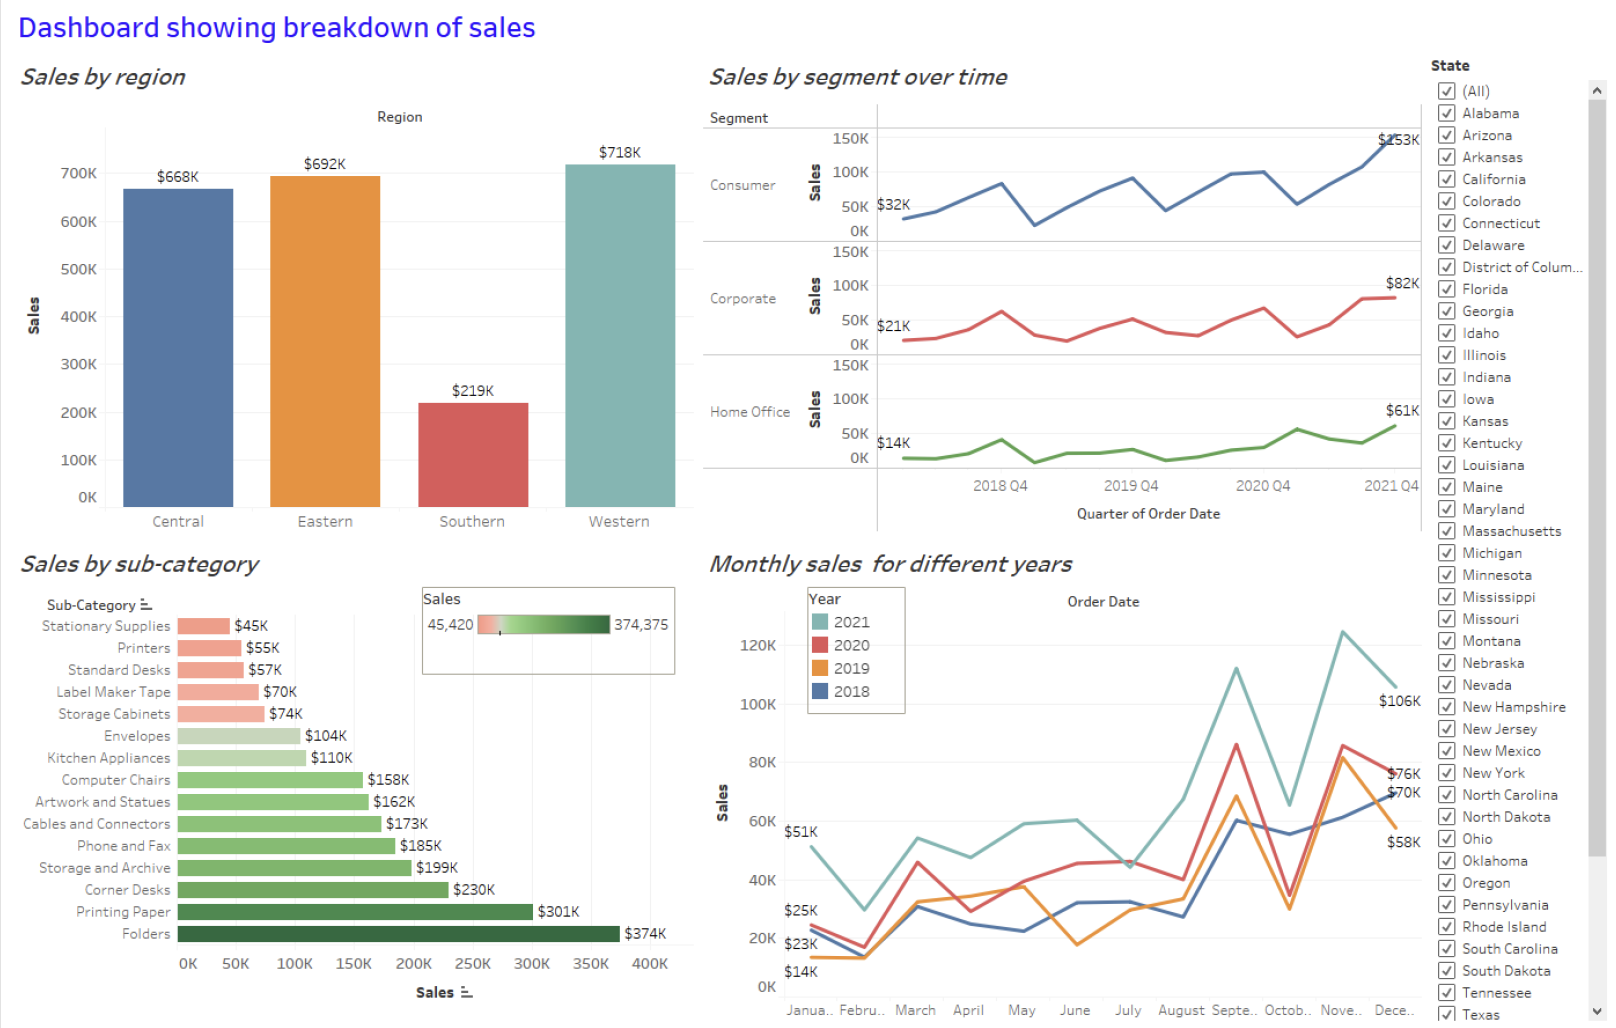 Dashboard showing breakdown of sales
Sales by region
Region
Sales
700K
600K
500K
400K
300K
200K
100K
0K
$668K
$692K
$219K
$718K
Central
Eastern
Southern
Western
Sales by segment over time
Segment
Consumer
Sales
150K
100K
50K
0K
$32K
$153K
Corporate
Sales
150K
100K
50K
0K
$21K
$82K
Home Office
Sales
150K
100K
50K
0K
$14K
$61K
2018 Q4
2019 Q4
2020 Q4
2021 Q4
Quarter of Order Date
Sales by sub-category
Sub-Category
Stationary Supplies $45K
Printers $55K
Standard Desks $57K
Label Maker Tape $70K
Storage Cabinets $74K
Envelopes $104K
Kitchen Appliances $110K
Computer Chairs $158K
Artwork and Statues $162K
Cables and Connectors $173K
Phone and Fax $185K
Storage and Archive $199K
Corner Desks $230K
Printing Paper $301K
Folders $374K
0K 50K 100K 150K 200K 250K 300K 350K 400K
Sales
Sales
45,420 374,375
Monthly sales for different years
Order Date
Year
2021
2020
2019
2018
Sales
120K
100K
80K
60K
40K
20K
0K
$51K
$25K
$23K
$14K
$106K
$76K
$70K
$58K
Janua.. Febru.. March April May June July August Septe.. Octob.. Nove.. Dece..
State
(All)
Alabama
Arizona
Arkansas
California
Colorado
Connecticut
Delaware
District of Colum...
Florida
Georgia
Idaho
Illinois
Indiana
Iowa
Kansas
Kentucky
Louisiana
Maine
Maryland
Massachusetts
Michigan
Minnesota
Mississippi
Missouri
Montana
Nebraska
Nevada
New Hampshire
New Jersey
New Mexico
New York
North Carolina
North Dakota
Ohio
Oklahoma
Oregon
Pennsylvania
Rhode Island
South Carolina
South Dakota
Tennessee
Texas